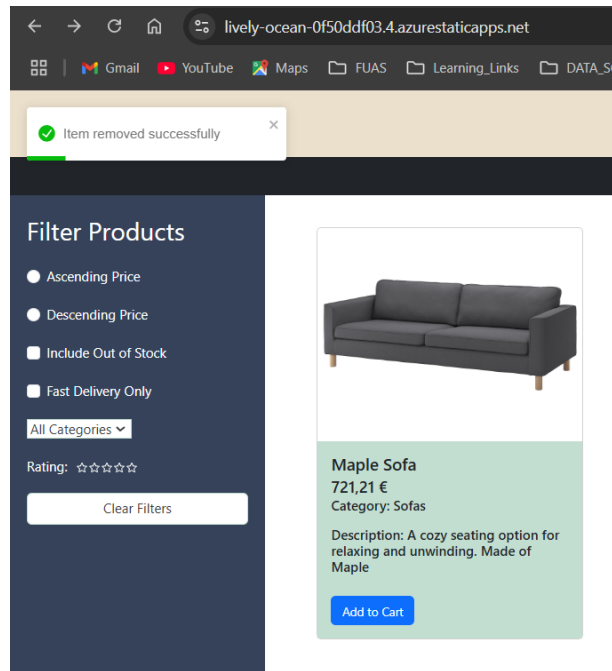 lively-ocean-0f50ddf03.4.azurestaticapps.net
Gmail YouTube Maps FUAS Learning_Links
Item removed successfully ×
Filter Products
Ascending Price
Descending Price
Include Out of Stock
Fast Delivery Only
All Categories
Rating:
Clear Filters
Maple Sofa
721,21 €
Category: Sofas
Description: A cozy seating option for
relaxing and unwinding. Made of
Maple
Add to Cart